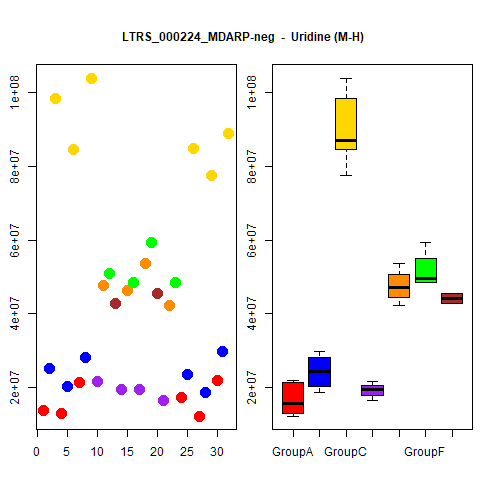 LTRS_000224_MDARP-neg - Uridine (M-H)
1e+08
8e+07
6e+07
4e+07
2e+07
0 5 10 15 20 25 30
1e+08
8e+07
6e+07
4e+07
2e+07
GroupA GroupC GroupF